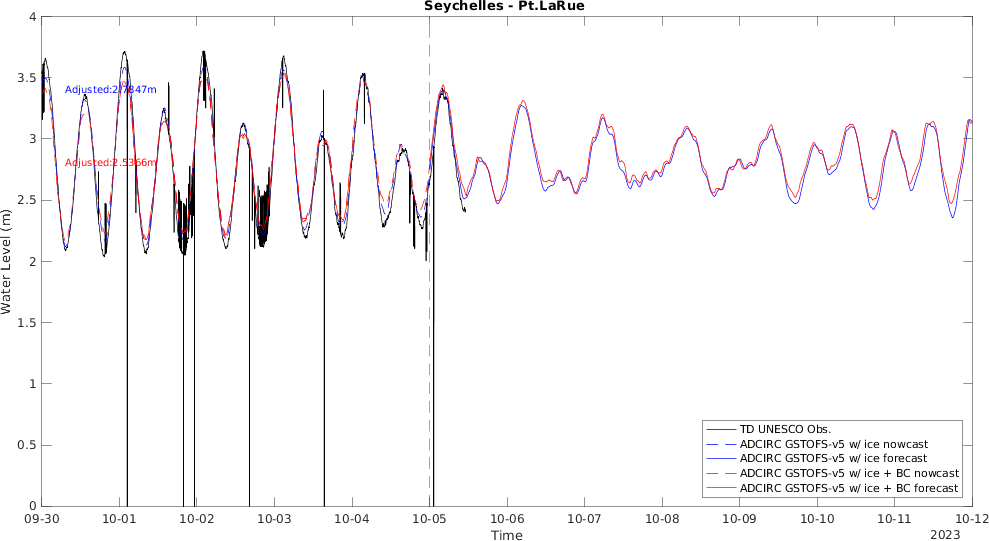 Seychelles - Pt.LaRue
4
3.5
3
2.5
2
1.5
1
0.5
0
Water Level (m)
Adjusted:2.7847m
Adjusted:2.5366m
TD UNESCO Obs.
ADCIRC GSTOFS-v5 w/ ice nowcast
ADCIRC GSTOFS-v5 w/ ice forecast
ADCIRC GSTOFS-v5 w/ ice + BC nowcast
ADCIRC GSTOFS-v5 w/ ice + BC forecast
09-30 10-01 10-02 10-03 10-04 10-05 10-06 10-07 10-08 10-09 10-10 10-11 10-12
Time
2023